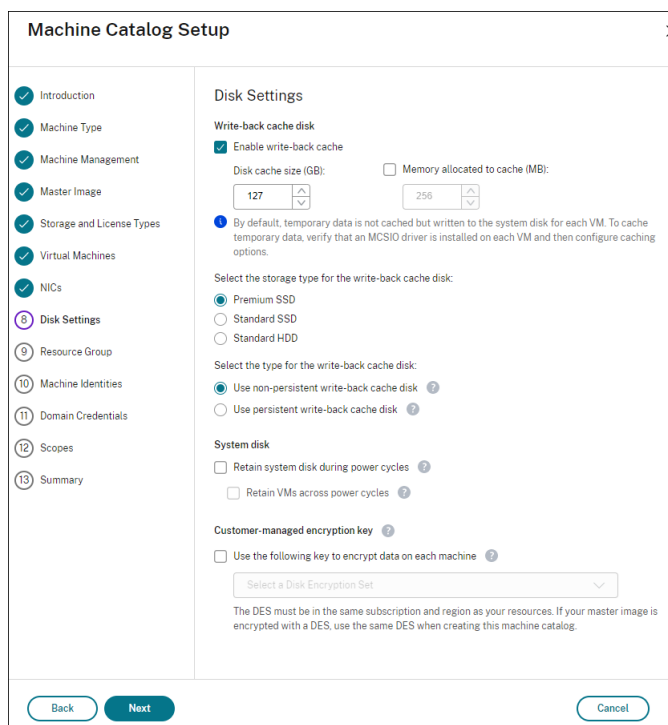 Machine Catalog Setup
Introduction
Machine Type
Machine Management
Master Image
Storage and License Types
Virtual Machines
NICs
8 Disk Settings
9 Resource Group
10 Machine Identities
11 Domain Credentials
12 Scopes
13 Summary
Disk Settings
Write-back cache disk
Enable write-back cache
Disk cache size (GB): Memory allocated to cache (MB):
127 256
By default, temporary data is not cached but written to the system disk for each VM. To cache
temporary data, verify that an MCSIO driver is installed on each VM and then configure caching
options.
Select the storage type for the write-back cache disk:
Premium SSD
Standard SSD
Standard HDD
Select the type for the write-back cache disk:
Use non-persistent write-back cache disk ?
Use persistent write-back cache disk ?
System disk
Retain system disk during power cycles ?
Retain VMs across power cycles ?
Customer-managed encryption key ?
Use the following key to encrypt data on each machine ?
Select a Disk Encryption Set
The DES must be in the same subscription and region as your resources. If your master image is
encrypted with a DES, use the same DES when creating this machine catalog.
Back Next Cancel